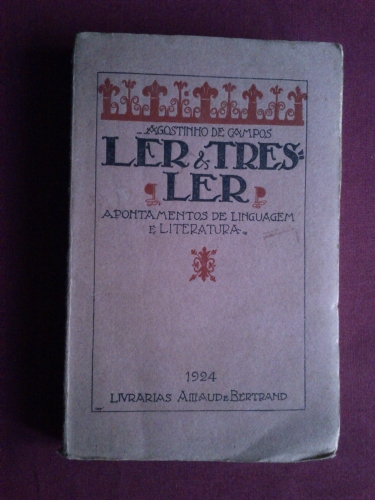 AGOSTINHO DE CAMPOS
LER & TRES-
LER
APONTAMENTOS DE LINGUAGEM
E LITERATURA
1924
LIVRARIAS AILLAUD E BERTRAND